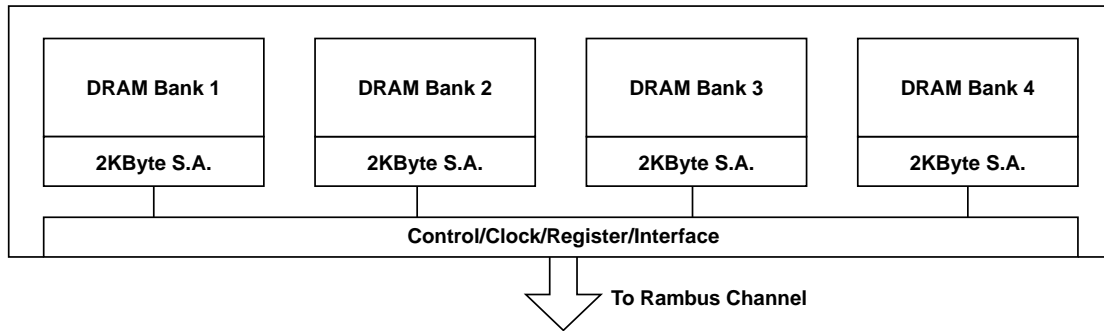 DRAM Bank 1
DRAM Bank 2
DRAM Bank 3
DRAM Bank 4
2KByte S.A.
2KByte S.A.
2KByte S.A.
2KByte S.A.
Control/Clock/Register/Interface
To Rambus Channel